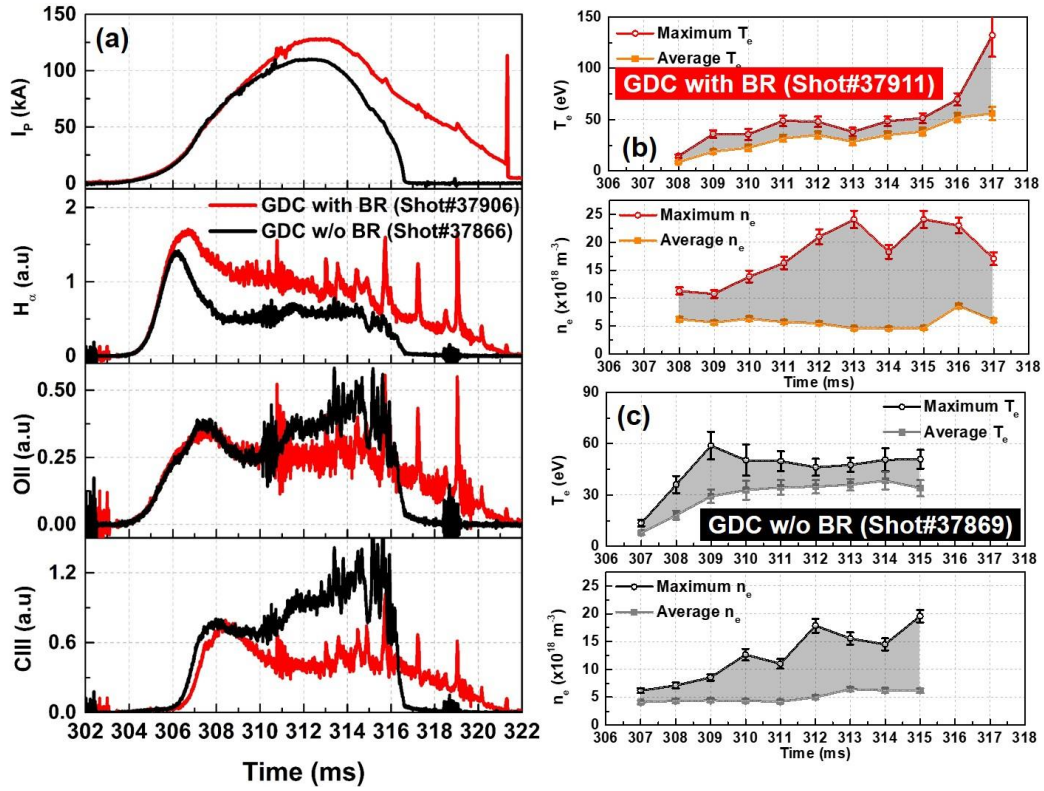 (a)
150
100
50
0
I_P (kA)
GDC with BR (Shot#37906)
GDC w/o BR (Shot#37866)
2
1
0
H_α (a.u)
0.50
0.25
0.00
OII (a.u)
1.2
0.6
0.0
CIII (a.u)
302 304 306 308 310 312 314 316 318 320 322
Time (ms)
Maximum T_e
Average T_e
GDC with BR (Shot#37911)
(b)
150
100
50
0
T_e (eV)
306 307 308 309 310 311 312 313 314 315 316 317 318
Maximum n_e
Average n_e
25
20
15
10
5
0
n_e (x10^18 m^-3)
306 307 308 309 310 311 312 313 314 315 316 317 318
Time (ms)
(c)
Maximum T_e
Average T_e
GDC w/o BR (Shot#37869)
90
60
30
0
T_e (eV)
306 307 308 309 310 311 312 313 314 315 316 317 318
Maximum n_e
Average n_e
25
20
15
10
5
0
n_e (x10^18 m^-3)
306 307 308 309 310 311 312 313 314 315 316 317 318
Time (ms)